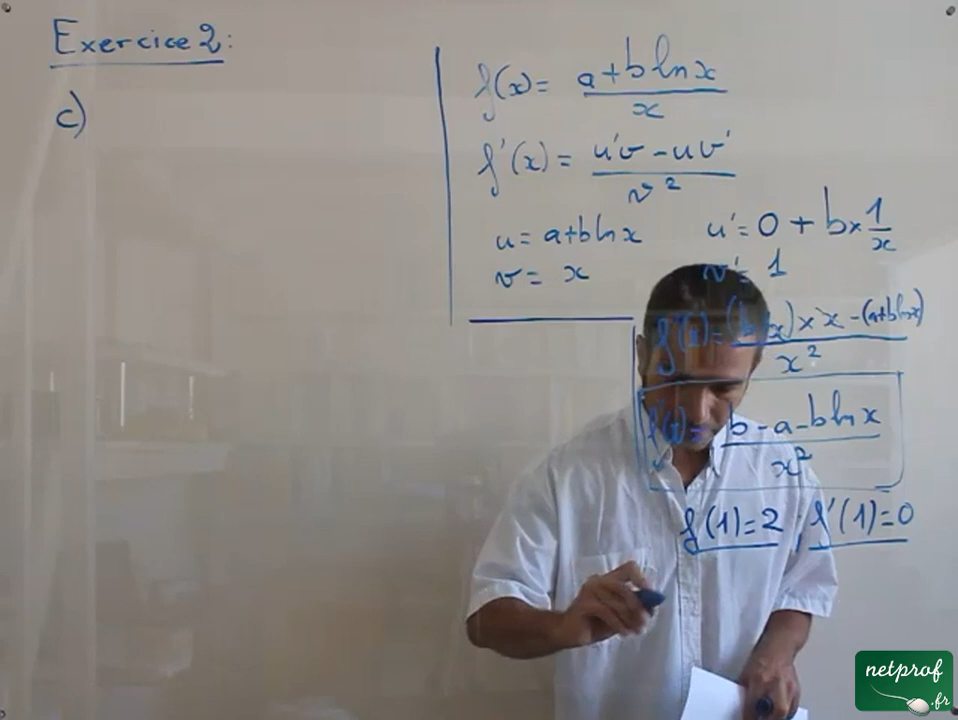 Exercice 2:
c)
f(x) = a + b ln x / x
f'(x) = u'v - uv' / v²
u = a + b ln x    u' = 0 + b × 1/x
v = x    v' = 1
f'(x) = (b/x) × x - (a + b ln x) / x²
f'(x) = b - a - b ln x / x²
f(1) = 2 ; f'(1) = 0
netprof
.fr